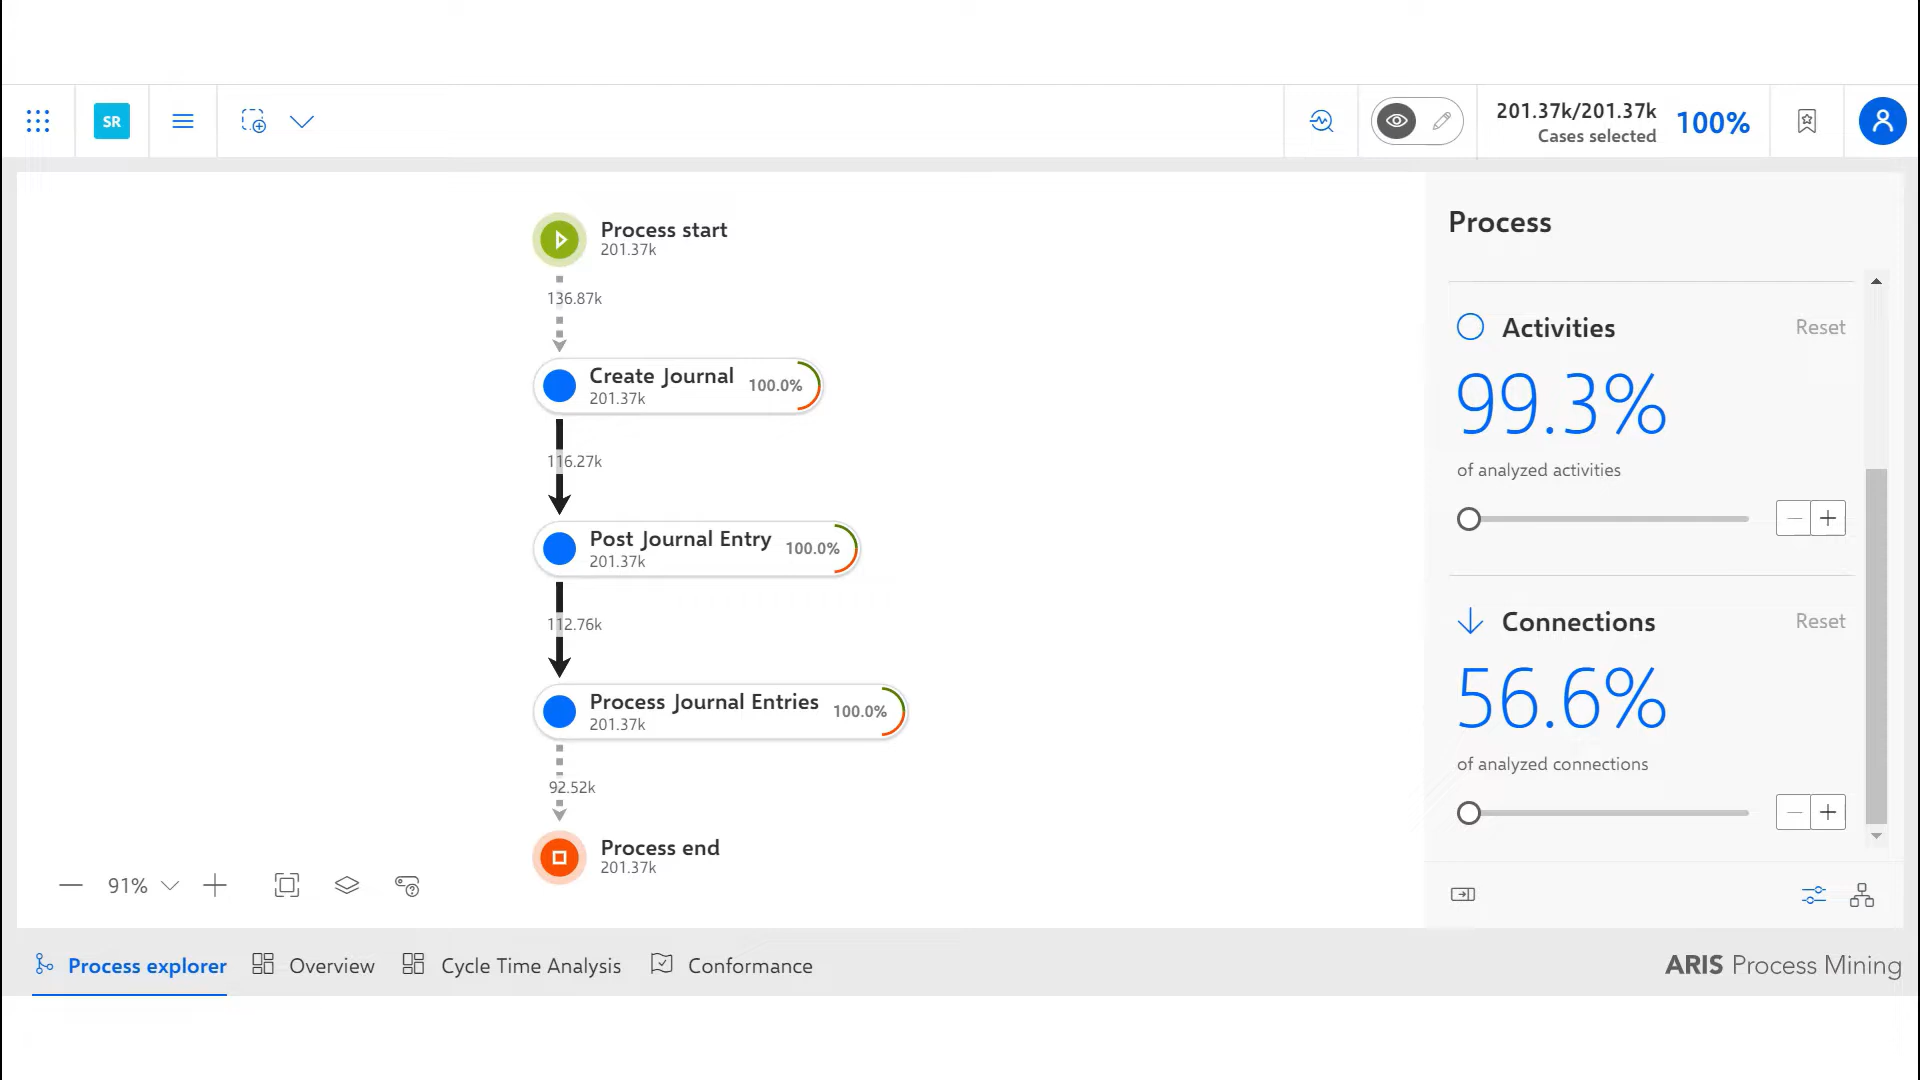 SR
201.37k/201.37k
Cases selected
100%
Process start
201.37k
136.87k
Create Journal
201.37k
100.0%
116.27k
Post Journal Entry
201.37k
100.0%
112.76k
Process Journal Entries
201.37k
100.0%
92.52k
Process end
201.37k
91%
Process
Activities
Reset
99.3%
of analyzed activities
Connections
Reset
56.6%
of analyzed connections
Process explorer
Overview
Cycle Time Analysis
Conformance
ARIS Process Mining